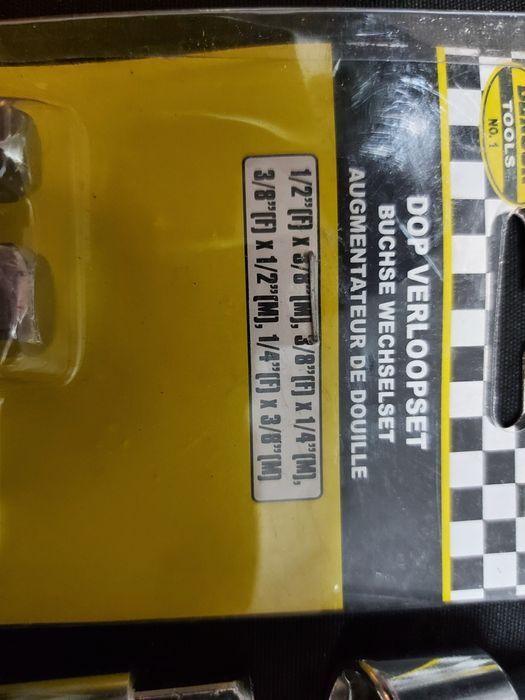 TOOLS
NO. 1
DOP VERLOOPSET
BUCHSE WECHSELSET
AUGMENTATEUR DE DOUILLE
1/2"(F) X 3/8"(M), 3/8"(F) X 1/4"(M),
3/8"(F) X 1/2"(M), 1/4"(F) X 3/8"(M)